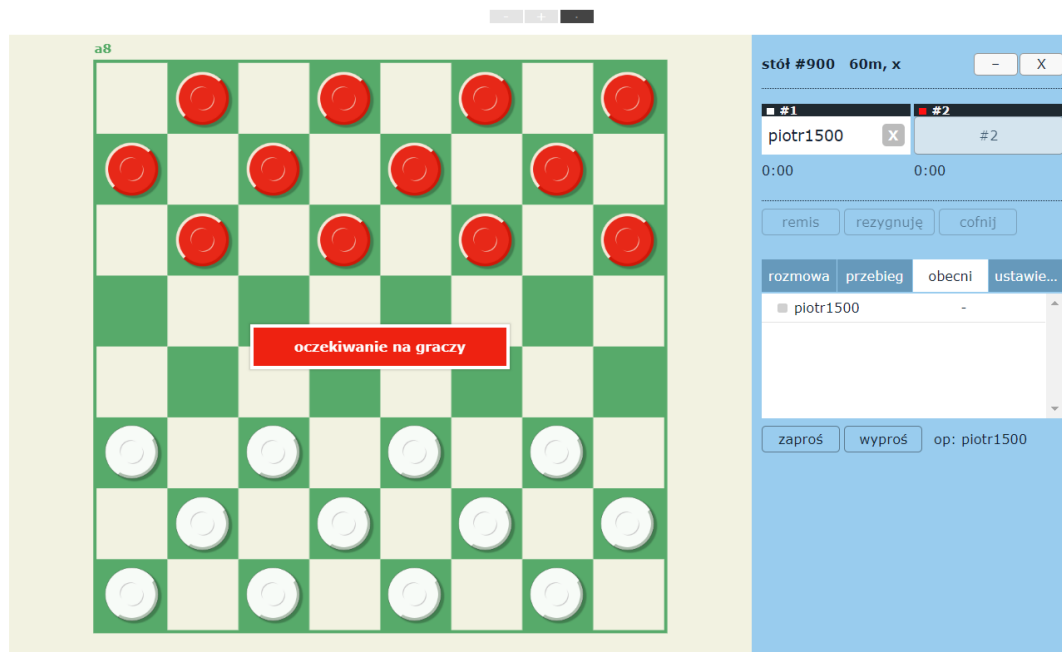 - + ·
a8
stół #900 60m, x
– X
#1 #2
piotr1500 X #2
0:00 0:00
remis rezygnuję cofnij
rozmowa przebieg obecni ustawie...
piotr1500 -
oczekiwanie na graczy
zaproś wyproś op: piotr1500